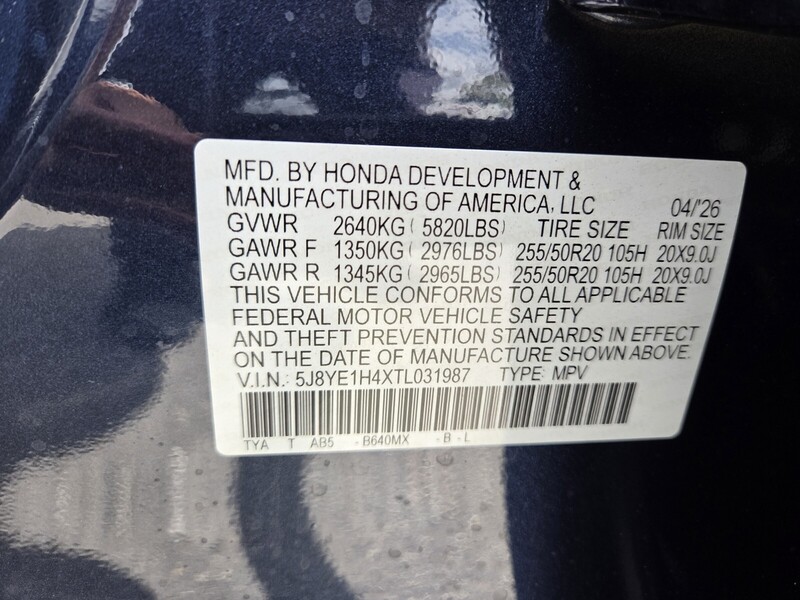 MFD. BY HONDA DEVELOPMENT &
MANUFACTURING OF AMERICA, LLC 04/'26
GVWR 2640KG ( 5820LBS) TIRE SIZE RIM SIZE
GAWR F 1350KG ( 2976LBS) 255/50R20 105H 20X9.0J
GAWR R 1345KG ( 2965LBS) 255/50R20 105H 20X9.0J
THIS VEHICLE CONFORMS TO ALL APPLICABLE
FEDERAL MOTOR VEHICLE SAFETY
AND THEFT PREVENTION STANDARDS IN EFFECT
ON THE DATE OF MANUFACTURE SHOWN ABOVE.
V.I.N.: 5J8YE1H4XTL031987 TYPE: MPV
TYA T AB5 - B640MX - B - L